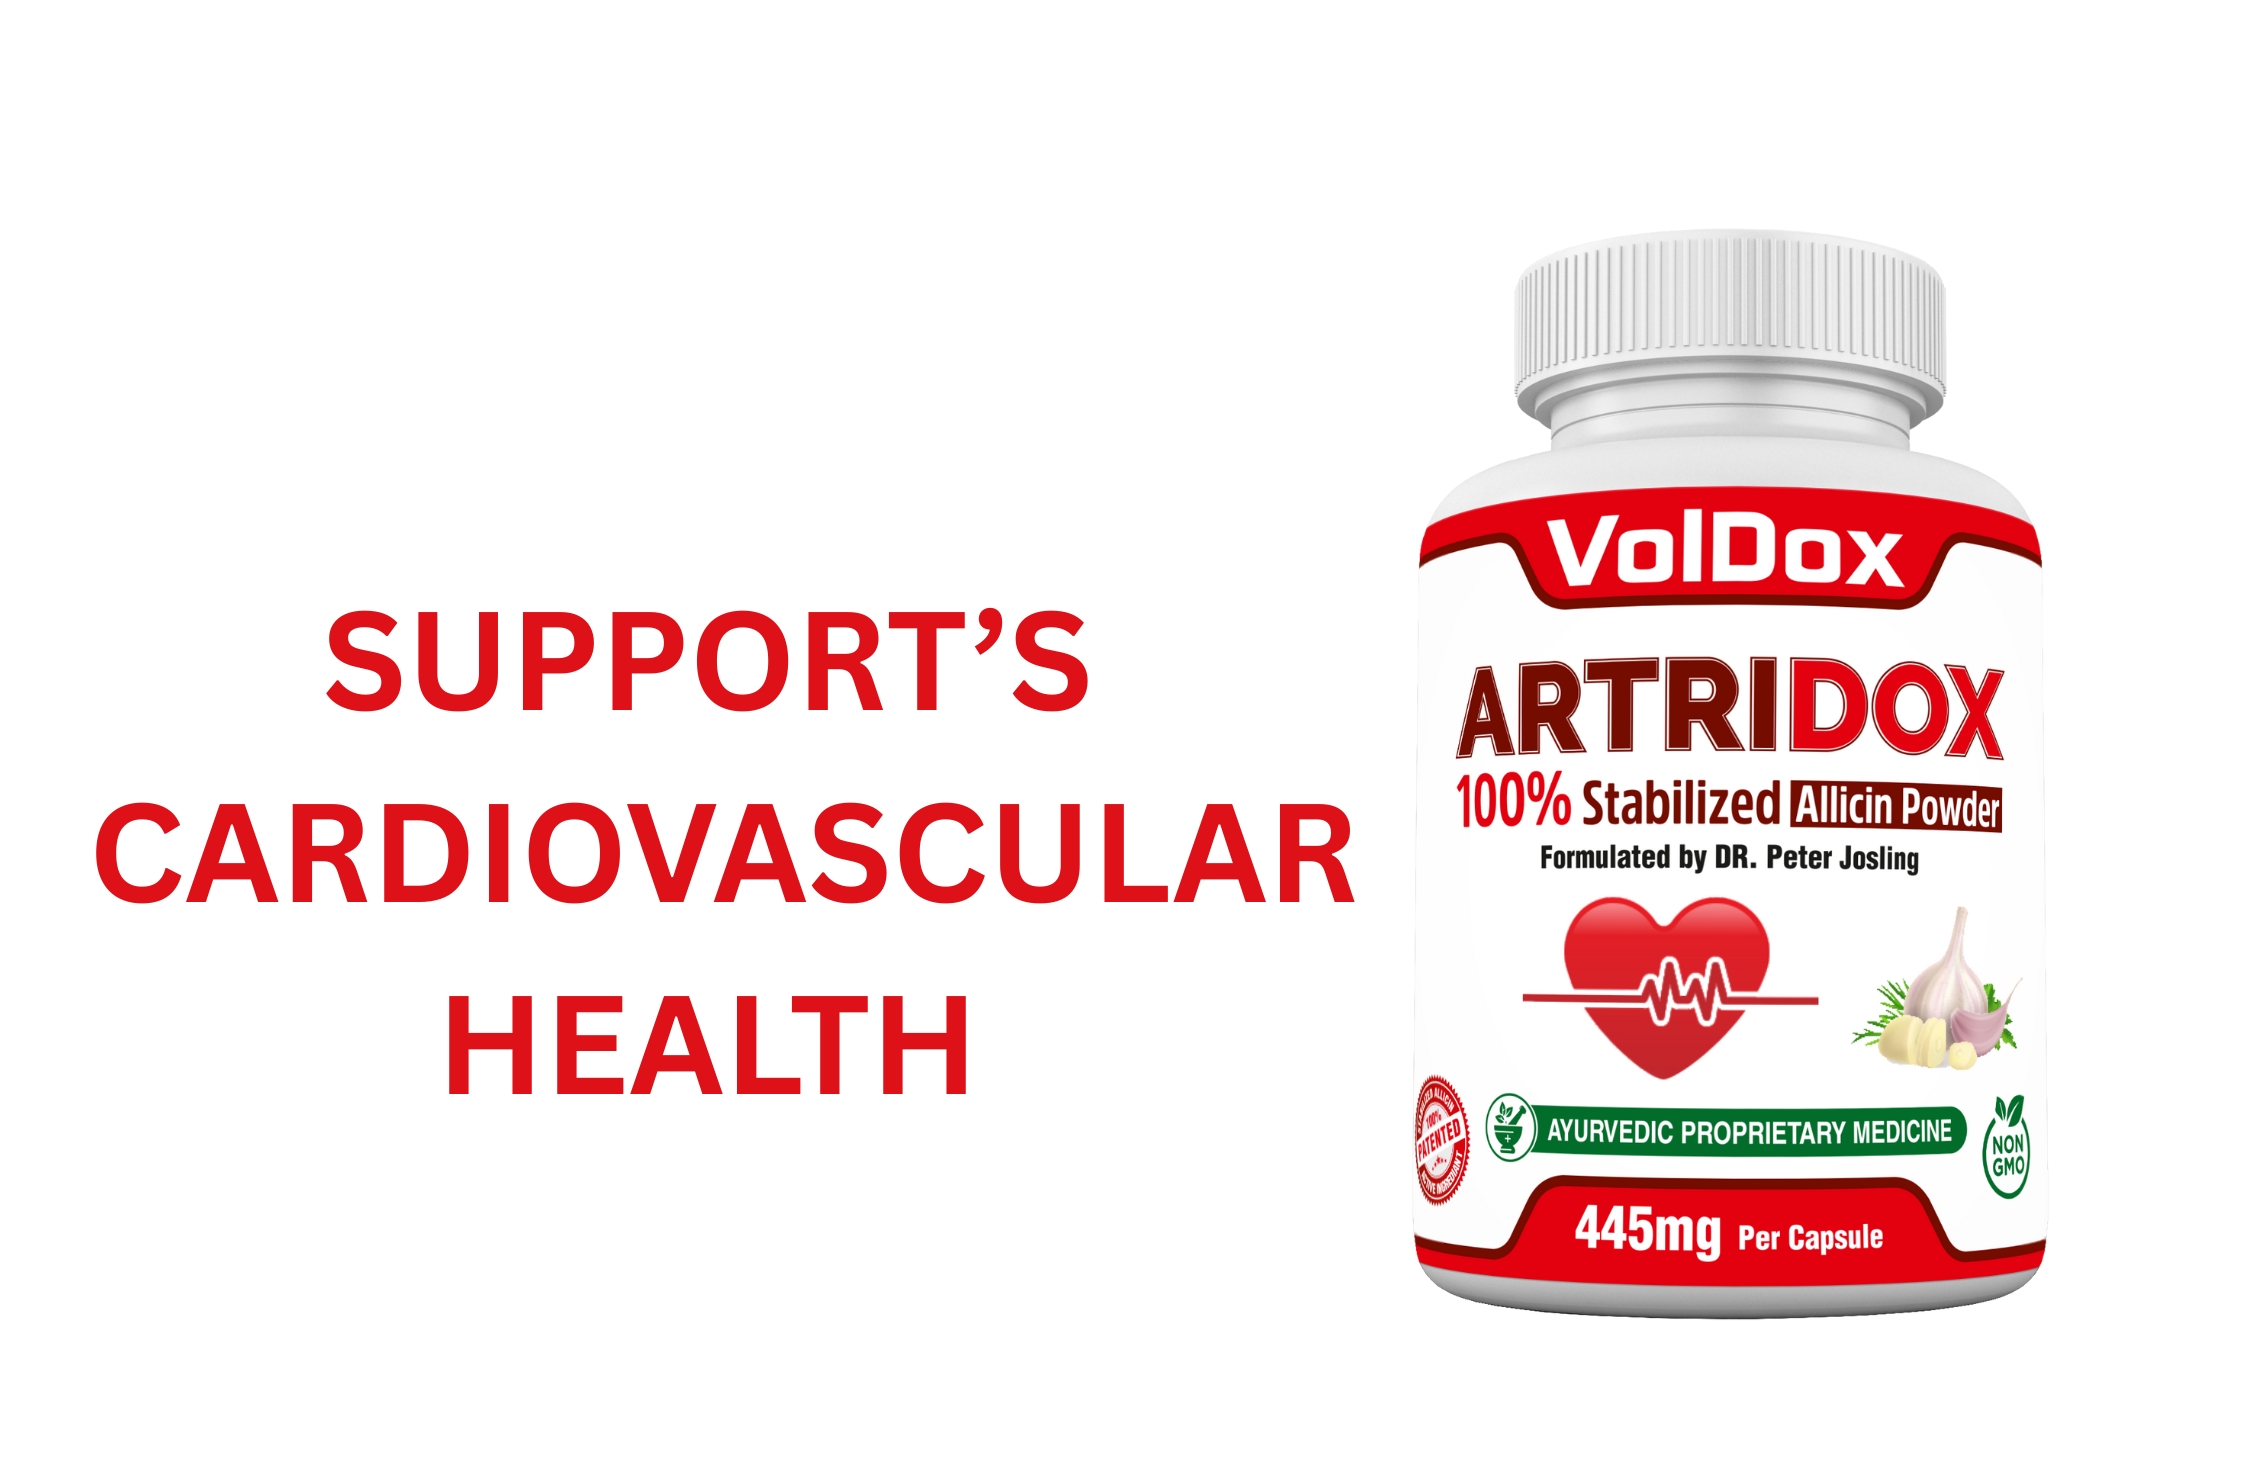 SUPPORT’S
CARDIOVASCULAR
HEALTH
VolDox
ARTRIDOX
100% Stabilized Allicin Powder
Formulated by DR. Peter Josling
100%
PATENTED
AYURVEDIC PROPRIETARY MEDICINE
NON
GMO
445mg Per Capsule